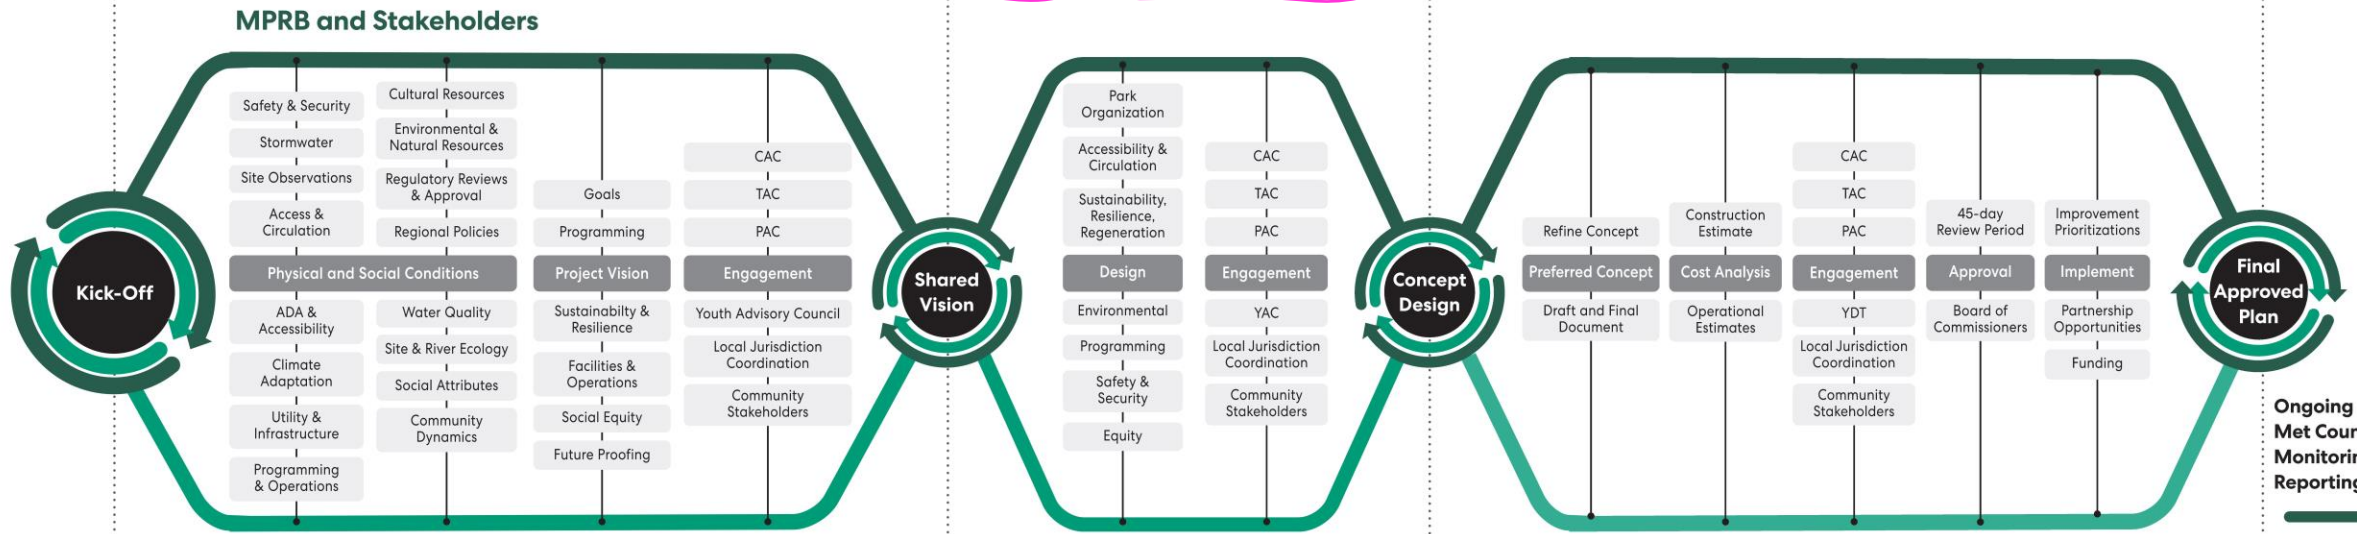 MPRB and Stakeholders
Kick-Off
Safety & Security
Stormwater
Site Observations
Access &
Circulation
Cultural Resources
Environmental &
Natural Resources
Regulatory Reviews
& Approval
Regional Policies
Physical and Social Conditions
ADA &
Accessibility
Climate
Adaptation
Utility &
Infrastructure
Programming
& Operations
Water Quality
Site & River Ecology
Social Attributes
Community
Dynamics
Goals
Programming
Project Vision
Sustainabilty &
Resilience
Facilities &
Operations
Social Equity
Future Proofing
CAC
TAC
PAC
Engagement
Youth Advisory Council
Local Jurisdiction
Coordination
Community
Stakeholders
Shared
Vision
Park
Organization
Accessibility &
Circulation
Sustainability,
Resilience,
Regeneration
Design
Environmental
Programming
Safety &
Security
Equity
CAC
TAC
PAC
Engagement
YAC
Local Jurisdiction
Coordination
Community
Stakeholders
Concept
Design
Refine Concept
Preferred Concept
Draft and Final
Document
Construction
Estimate
Cost Analysis
Operational
Estimates
CAC
TAC
PAC
Engagement
YDT
Local Jurisdiction
Coordination
Community
Stakeholders
45-day
Review Period
Approval
Board of
Commissioners
Improvement
Prioritizations
Implement
Partnership
Opportunities
Funding
Final
Approved
Plan
Ongoing
Met Coun
Monitorin
Reporting